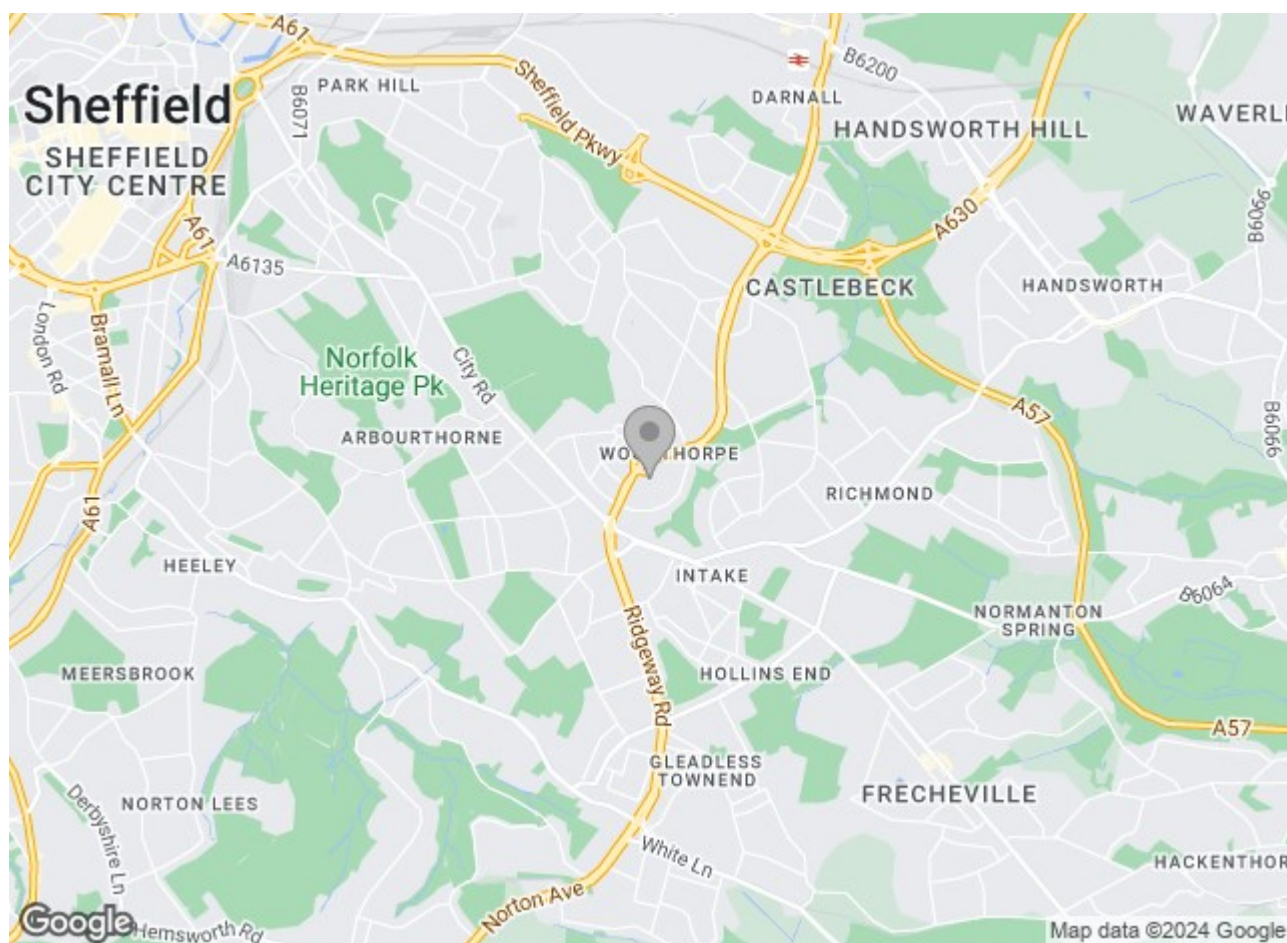 A61
Sheffield
SHEFFIELD
CITY CENTRE
PARK HILL
B6071
Sheffield Pkwy
B6200
DARNALL
HANDSWORTH HILL
WAVERLE
A61
A6135
A630
B6066
CASTLEBECK
HANDSWORTH
London Rd
Bramall Ln
Norfolk
Heritage Pk
City Rd
ARBOURTHORNE
A57
B6066
RICHMOND
A61
HEELEY
INTAKE
B6064
NORMANTON
SPRING
Ridgeway Rd
MEERSBROOK
HOLLINS END
A57
GLEADLESS
TOWNEND
NORTON LEES
FRECHEVILLE
Derbyshire Ln
White Ln
HACKENTHOR
Norton Ave
Google
Hemsworth Rd
Map data ©2024 Google